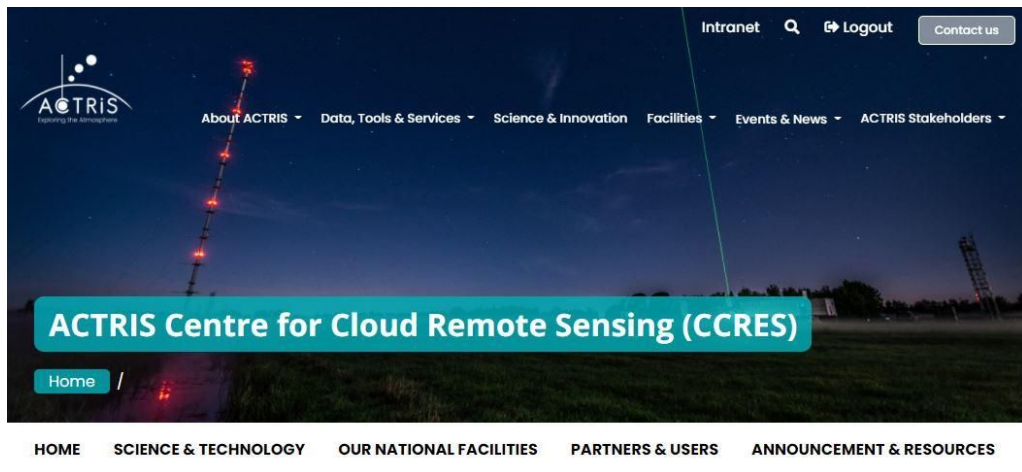 Intranet Logout Contact us
ACTRIS
Exploring the Atmosphere
About ACTRIS Data, Tools & Services Science & Innovation Facilities Events & News ACTRIS Stakeholders
ACTRIS Centre for Cloud Remote Sensing (CCRES)
Home /
HOME SCIENCE & TECHNOLOGY OUR NATIONAL FACILITIES PARTNERS & USERS ANNOUNCEMENT & RESOURCES